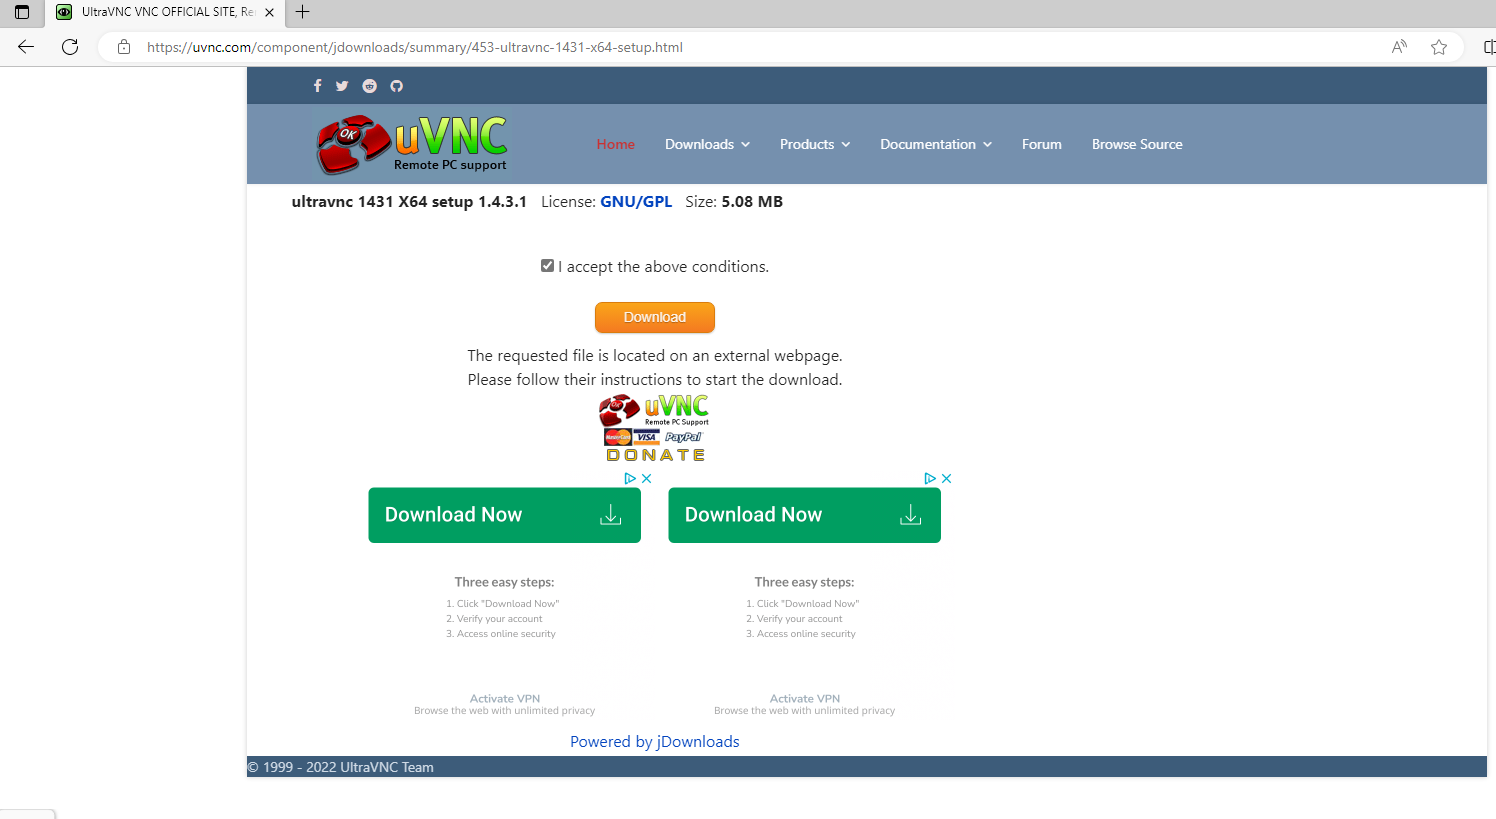 UltraVNC VNC OFFICIAL SITE, Re
https://uvnc.com/component/jdownloads/summary/453-ultravnc-1431-x64-setup.html
OK uVNC
Remote PC support
Home Downloads Products Documentation Forum Browse Source
ultravnc 1431 X64 setup 1.4.3.1 License: GNU/GPL Size: 5.08 MB
I accept the above conditions.
Download
The requested file is located on an external webpage.
Please follow their instructions to start the download.
OK uVNC
Remote PC Support
MasterCard VISA PayPal
DONATE
Download Now
Three easy steps:
1. Click "Download Now"
2. Verify your account
3. Access online security
Activate VPN
Browse the web with unlimited privacy
Download Now
Three easy steps:
1. Click "Download Now"
2. Verify your account
3. Access online security
Activate VPN
Browse the web with unlimited privacy
Powered by jDownloads
© 1999 - 2022 UltraVNC Team